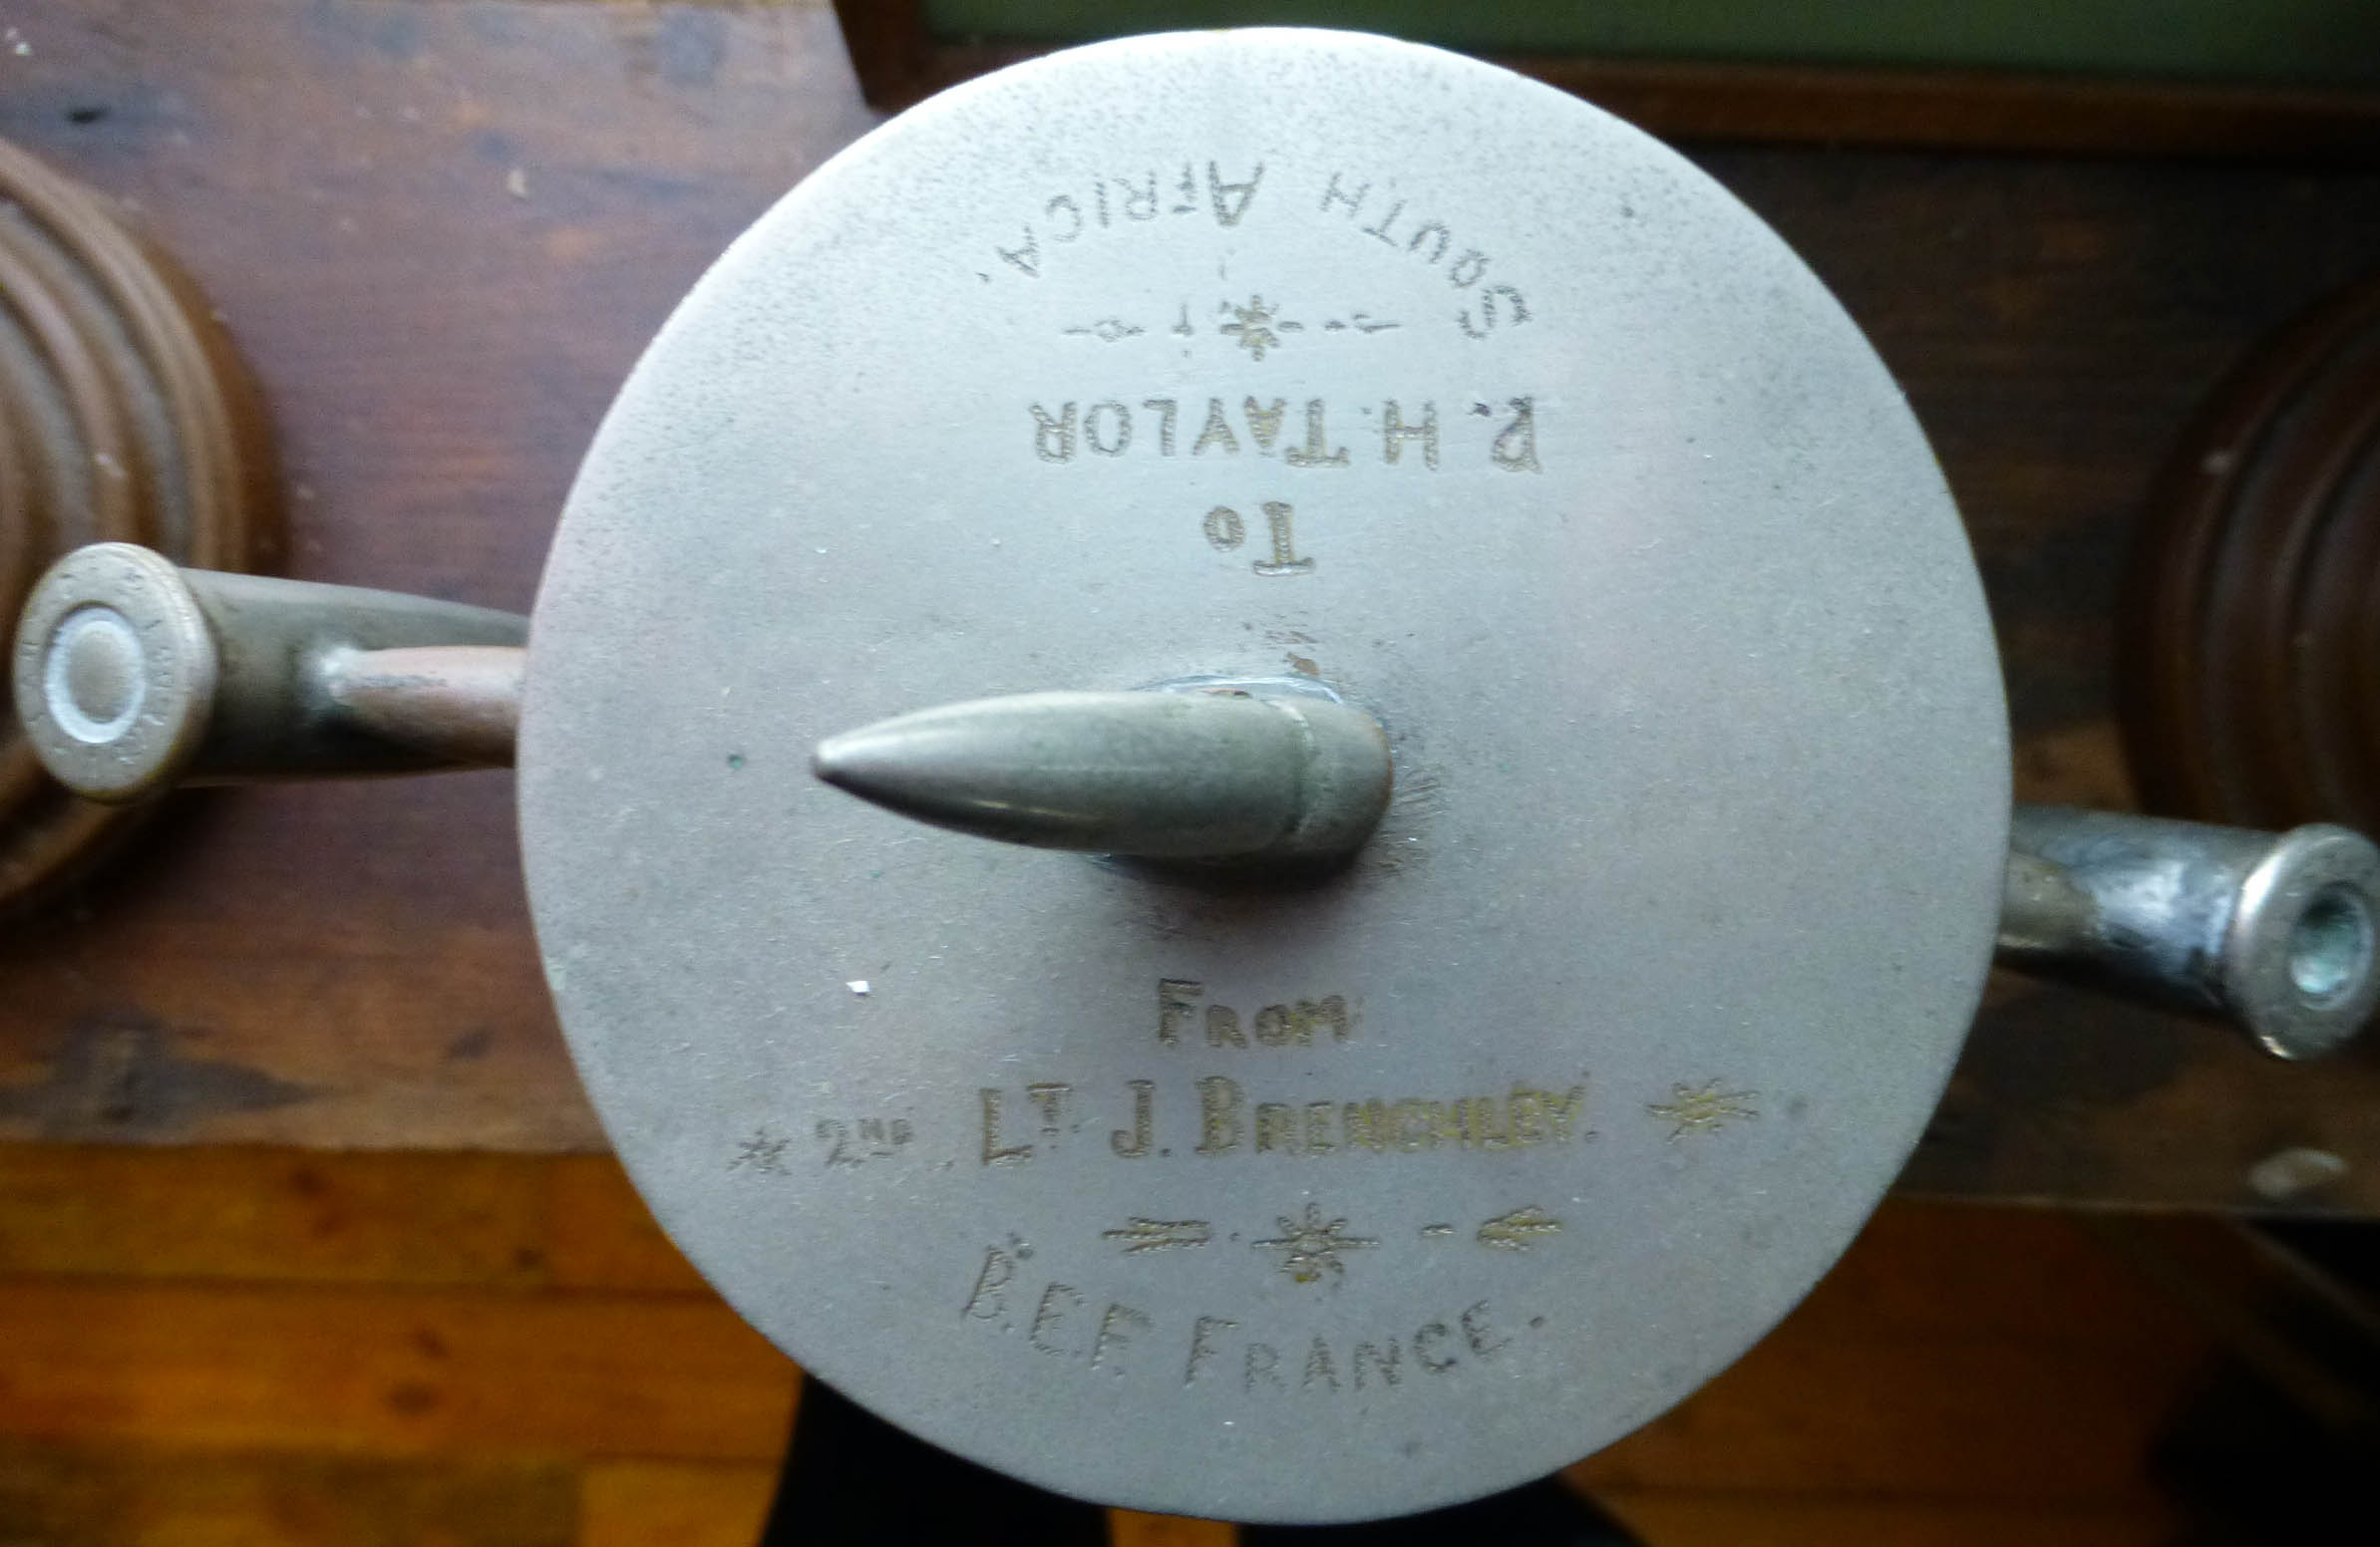 To
R. H. TAYLOR
SOUTH AFRICA.
FROM
2ND LT. J. BRENCHLEY.
B.E.F. FRANCE.